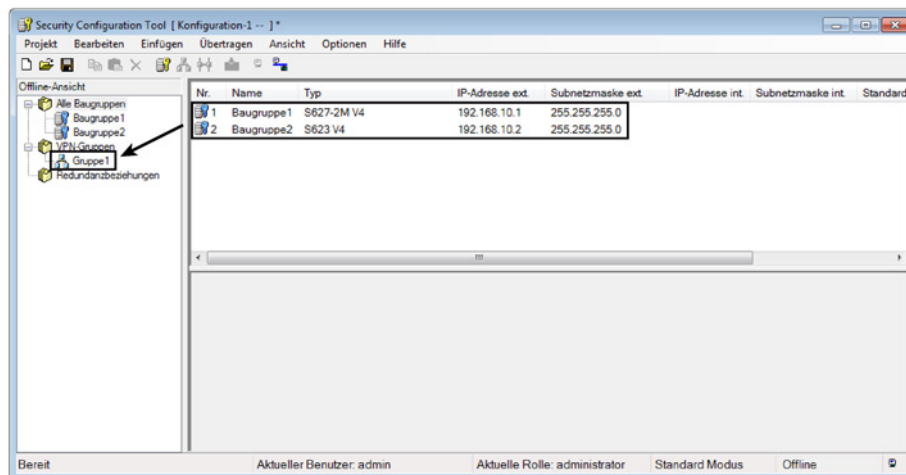 Security Configuration Tool [ Konfiguration-1 -- ] *
Projekt Bearbeiten Einfügen Übertragen Ansicht Optionen Hilfe
Offline-Ansicht
Alle Baugruppen
Baugruppe1
Baugruppe2
VPN-Gruppen
Gruppe1
Redundanzbeziehungen
Nr. Name Typ IP-Adresse ext. Subnetzmaske ext. IP-Adresse int. Subnetzmaske int. Standard
1 Baugruppe1 S627-2M V4 192.168.10.1 255.255.255.0
2 Baugruppe2 S623 V4 192.168.10.2 255.255.255.0
Bereit Aktueller Benutzer: admin Aktuelle Rolle: administrator Standard Modus Offline